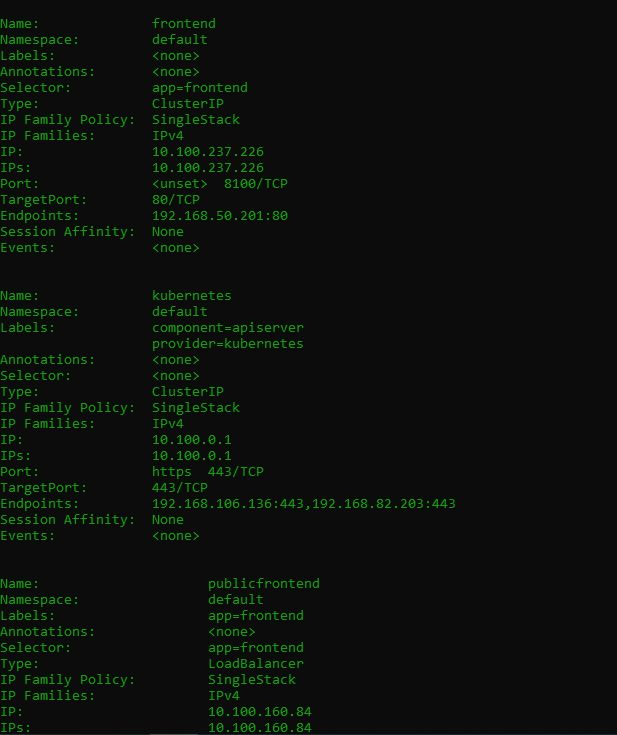 Name:              frontend
Namespace:         default
Labels:            <none>
Annotations:       <none>
Selector:          app=frontend
Type:              ClusterIP
IP Family Policy:  SingleStack
IP Families:       IPv4
IP:                10.100.237.226
IPs:               10.100.237.226
Port:              <unset>  8100/TCP
TargetPort:        80/TCP
Endpoints:         192.168.50.201:80
Session Affinity:  None
Events:            <none>

Name:              kubernetes
Namespace:         default
Labels:            component=apiserver
                   provider=kubernetes
Annotations:       <none>
Selector:          <none>
Type:              ClusterIP
IP Family Policy:  SingleStack
IP Families:       IPv4
IP:                10.100.0.1
IPs:               10.100.0.1
Port:              https  443/TCP
TargetPort:        443/TCP
Endpoints:         192.168.106.136:443,192.168.82.203:443
Session Affinity:  None
Events:            <none>

Name:                     publicfrontend
Namespace:                default
Labels:                   app=frontend
Annotations:              <none>
Selector:                 app=frontend
Type:                     LoadBalancer
IP Family Policy:         SingleStack
IP Families:              IPv4
IP:                       10.100.160.84
IPs:                      10.100.160.84